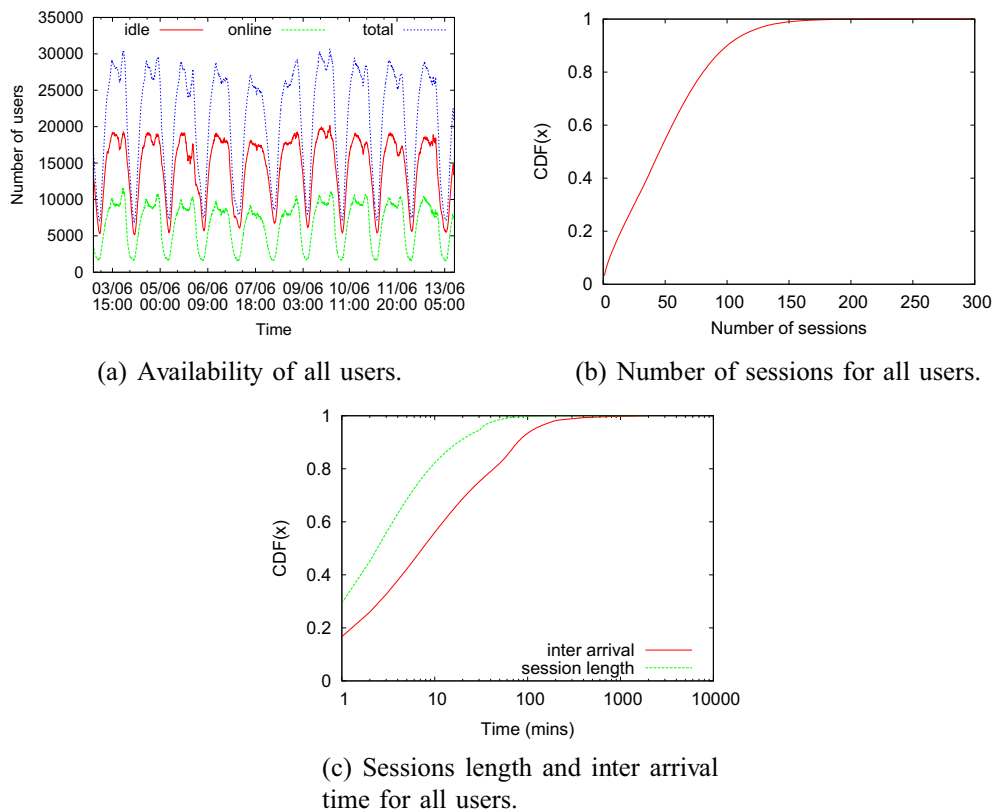 35000
30000
25000
20000
15000
10000
5000
0
Number of users
idle online total
03/06 05/06 06/06 07/06 09/06 10/06 11/06 13/06
15:00 00:00 09:00 18:00 03:00 11:00 20:00 05:00
Time
(a) Availability of all users.
1
0.8
0.6
0.4
0.2
0
CDF(x)
0 50 100 150 200 250 300
Number of sessions
(b) Number of sessions for all users.
1
0.8
0.6
0.4
0.2
0
CDF(x)
inter arrival
session length
1 10 100 1000 10000
Time (mins)
(c) Sessions length and inter arrival
time for all users.